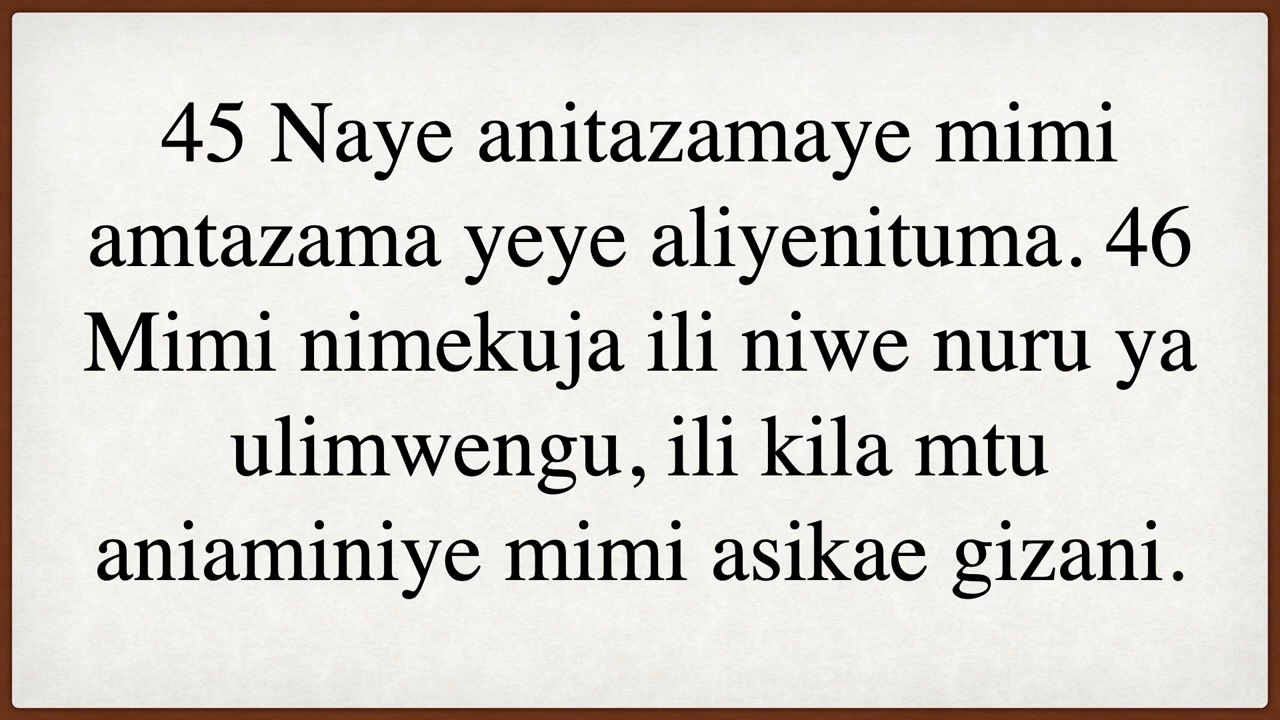 45 Naye anitazamaye mimi
amtazama yeye aliyenituma. 46
Mimi nimekuja ili niwe nuru ya
ulimwengu, ili kila mtu
aniaminiye mimi asikae gizani.